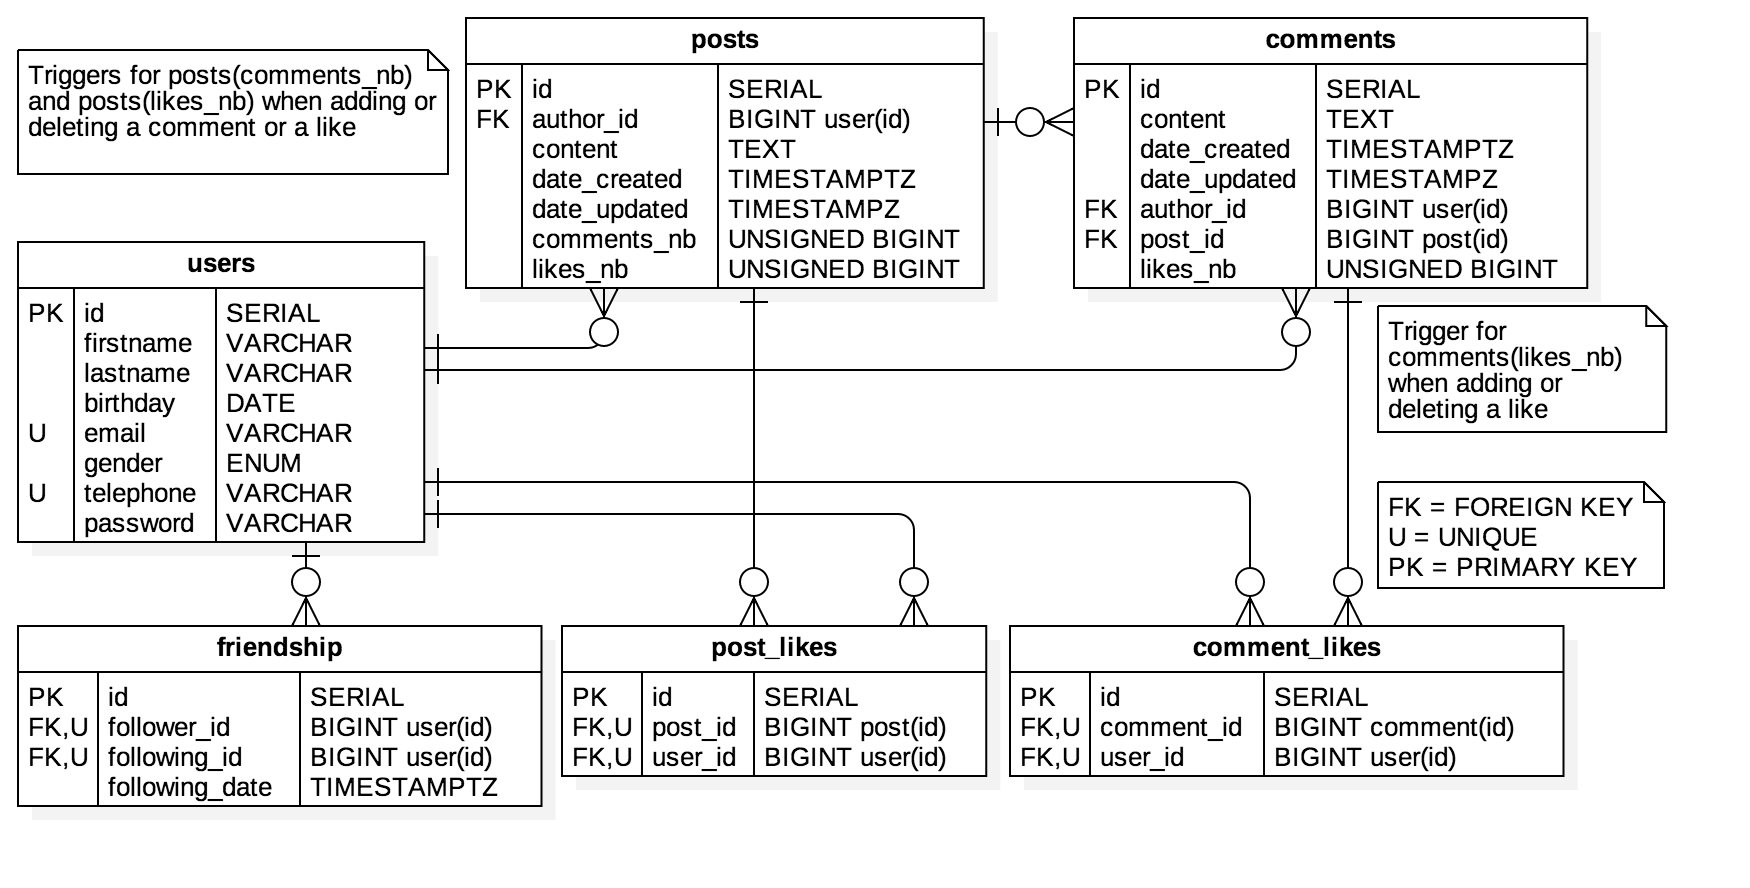 Triggers for posts(comments_nb)
and posts(likes_nb) when adding or
deleting a comment or a like
posts
PK id SERIAL
FK author_id BIGINT user(id)
content TEXT
date_created TIMESTAMPTZ
date_updated TIMESTAMPZ
comments_nb UNSIGNED BIGINT
likes_nb UNSIGNED BIGINT
comments
PK id SERIAL
content TEXT
date_created TIMESTAMPTZ
date_updated TIMESTAMPZ
FK author_id BIGINT user(id)
FK post_id BIGINT post(id)
likes_nb UNSIGNED BIGINT
users
PK id SERIAL
firstname VARCHAR
lastname VARCHAR
birthday DATE
U email VARCHAR
gender ENUM
U telephone VARCHAR
password VARCHAR
Trigger for
comments(likes_nb)
when adding or
deleting a like
FK = FOREIGN KEY
U = UNIQUE
PK = PRIMARY KEY
friendship
PK id SERIAL
FK,U follower_id BIGINT user(id)
FK,U following_id BIGINT user(id)
following_date TIMESTAMPTZ
post_likes
PK id SERIAL
FK,U post_id BIGINT post(id)
FK,U user_id BIGINT user(id)
comment_likes
PK id SERIAL
FK,U comment_id BIGINT comment(id)
FK,U user_id BIGINT user(id)